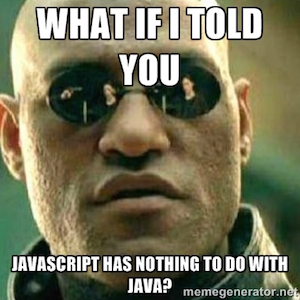 WHAT IF I TOLD
YOU
JAVASCRIPT HAS NOTHING TO DO WITH
JAVA?
memegenerator.net